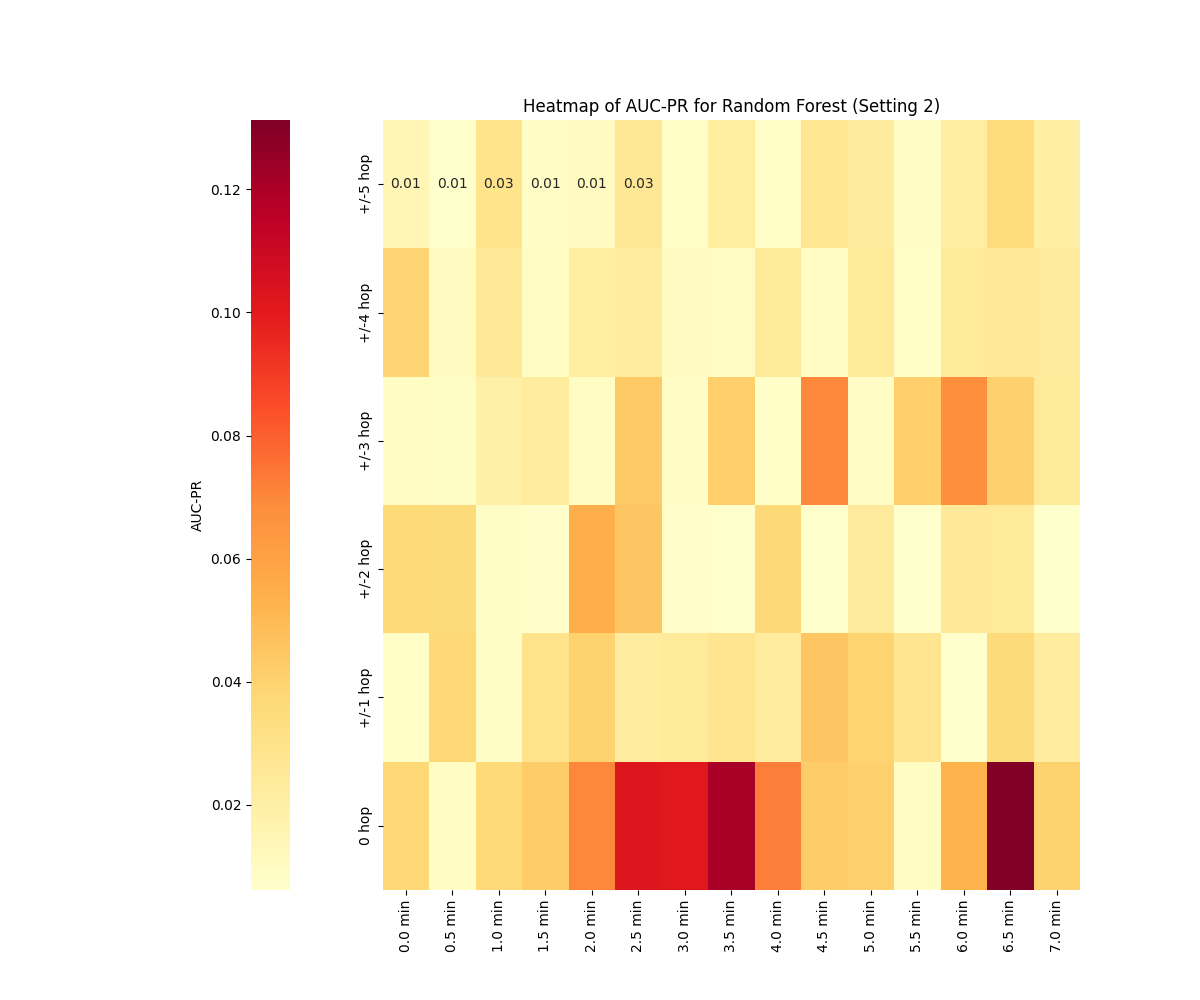 Heatmap of AUC-PR for Random Forest (Setting 2)
0.12
0.10
0.08
0.06
0.04
0.02
AUC-PR
+/-5 hop
+/-4 hop
+/-3 hop
+/-2 hop
+/-1 hop
0 hop
0.01 0.01 0.03 0.01 0.01 0.03
0.0 min
0.5 min
1.0 min
1.5 min
2.0 min
2.5 min
3.0 min
3.5 min
4.0 min
4.5 min
5.0 min
5.5 min
6.0 min
6.5 min
7.0 min